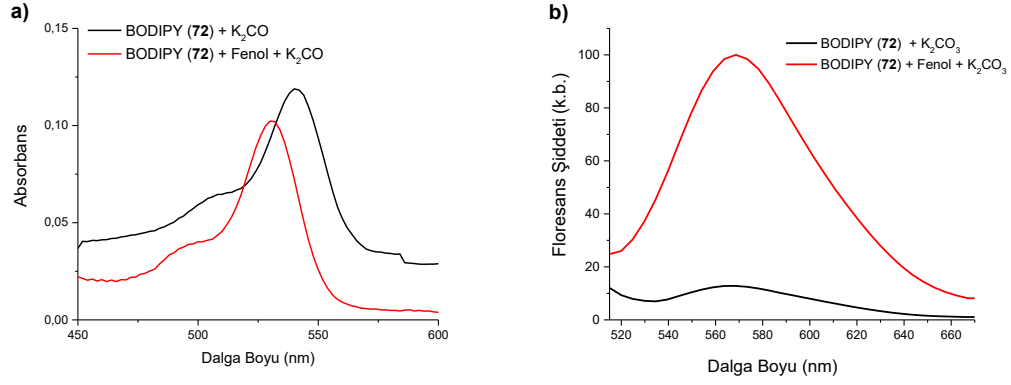 a)
BODIPY (72) + K₂CO
BODIPY (72) + Fenol + K₂CO
0,15
0,10
0,05
0,00
Absorbans
450 500 550 600
Dalga Boyu (nm)
b)
BODIPY (72) + K₂CO₃
BODIPY (72) + Fenol + K₂CO₃
100
80
60
40
20
0
Floresans Şiddeti (k.b.)
520 540 560 580 600 620 640 660
Dalga Boyu (nm)